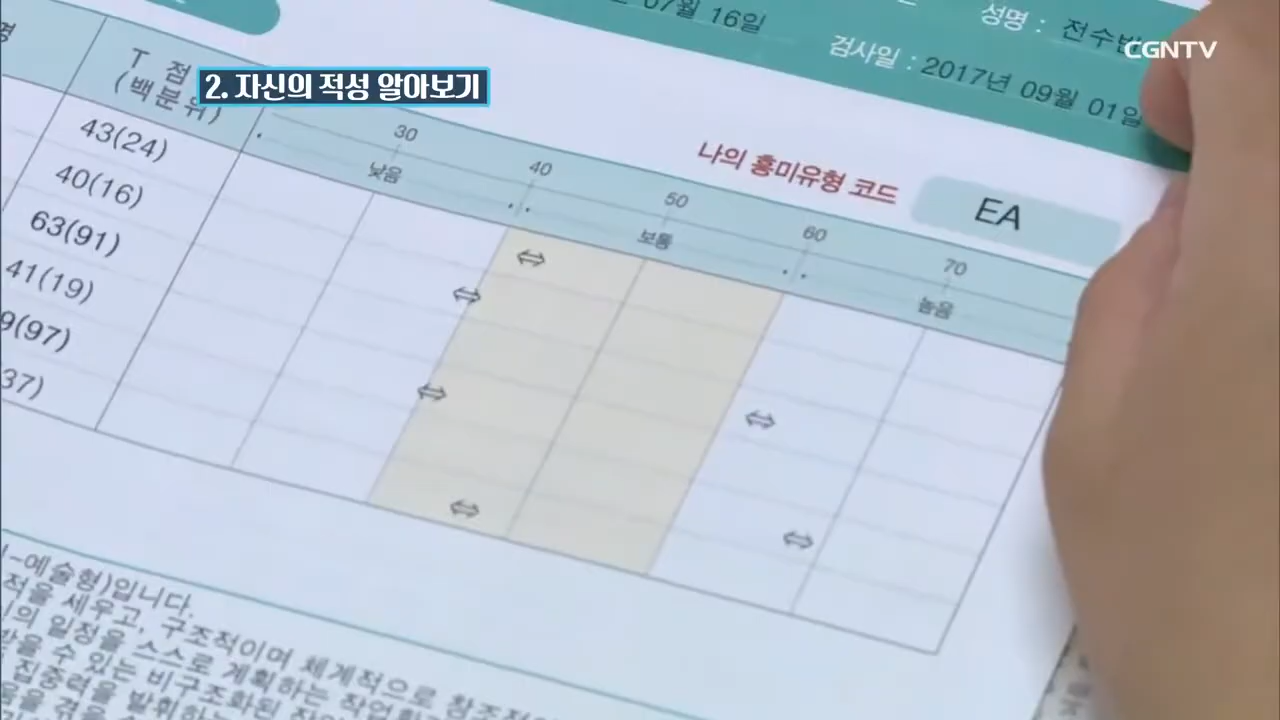 07월 16일
성명 :
CGNTV
검사일 : 2017년 09월 01일
2. 자신의 적성 알아보기
명
T 점
(백분위)
나의 흥미유형 코드
EA
30
40
50
60
70
낮음
보통
높음
43(24)
40(16)
63(91)
41(19)
9(97)
37)
-예술형)입니다.
적을 세우고, 구조적이며 체계적으로
의 일정을 스스로 계획하는
수 있는 비구조화된
집중력을 발휘하는